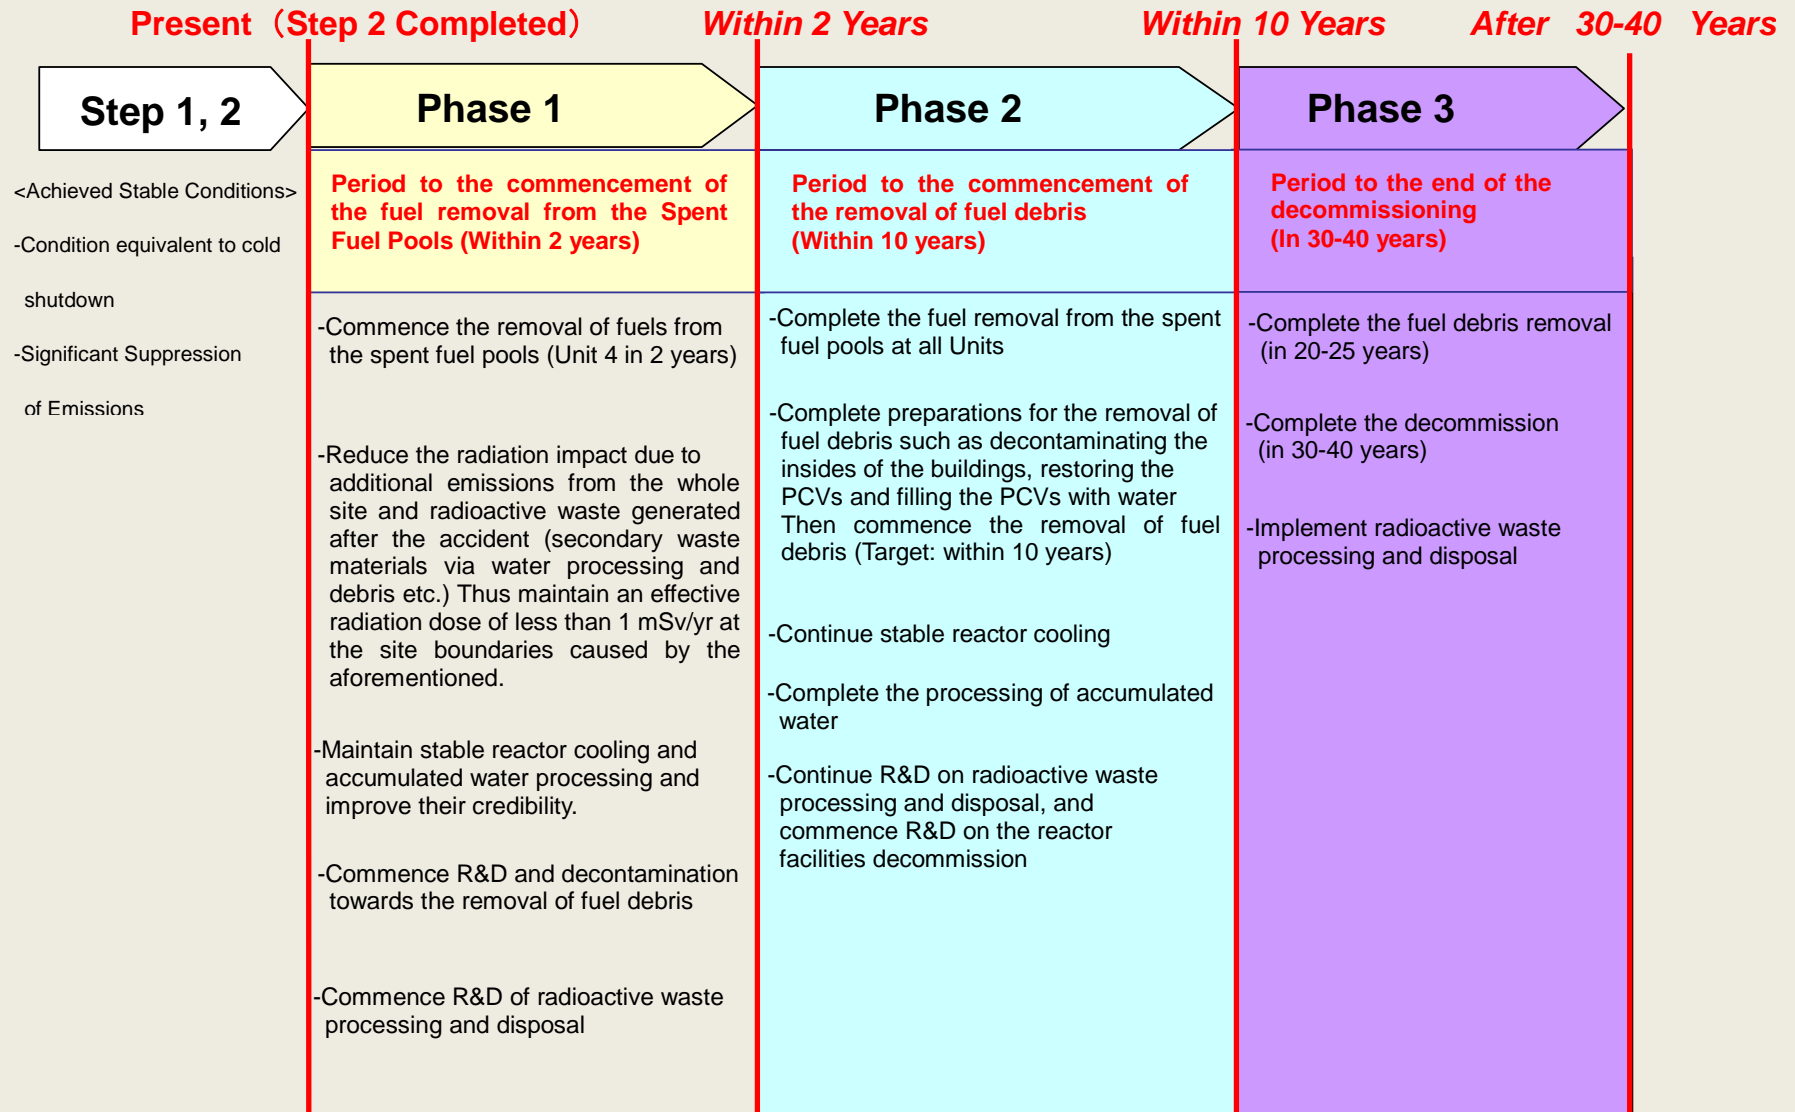 Present（Step 2 Completed）
Within 2 Years
Within 10 Years
After 30-40 Years
Step 1, 2
Phase 1
Phase 2
Phase 3
<Achieved Stable Conditions>
-Condition equivalent to cold
shutdown
-Significant Suppression
of Emissions
Period to the commencement of
the fuel removal from the Spent
Fuel Pools (Within 2 years)
-Commence the removal of fuels from
the spent fuel pools (Unit 4 in 2 years)
-Reduce the radiation impact due to
additional emissions from the whole
site and radioactive waste generated
after the accident (secondary waste
materials via water processing and
debris etc.) Thus maintain an effective
radiation dose of less than 1 mSv/yr at
the site boundaries caused by the
aforementioned.
-Maintain stable reactor cooling and
accumulated water processing and
improve their credibility.
-Commence R&D and decontamination
towards the removal of fuel debris
-Commence R&D of radioactive waste
processing and disposal
Period to the commencement of
the removal of fuel debris
(Within 10 years)
-Complete the fuel removal from the spent
fuel pools at all Units
-Complete preparations for the removal of
fuel debris such as decontaminating the
insides of the buildings, restoring the
PCVs and filling the PCVs with water
Then commence the removal of fuel
debris (Target: within 10 years)
-Continue stable reactor cooling
-Complete the processing of accumulated
water
-Continue R&D on radioactive waste
processing and disposal, and
commence R&D on the reactor
facilities decommission
Period to the end of the
decommissioning
(In 30-40 years)
-Complete the fuel debris removal
(in 20-25 years)
-Complete the decommission
(in 30-40 years)
-Implement radioactive waste
processing and disposal